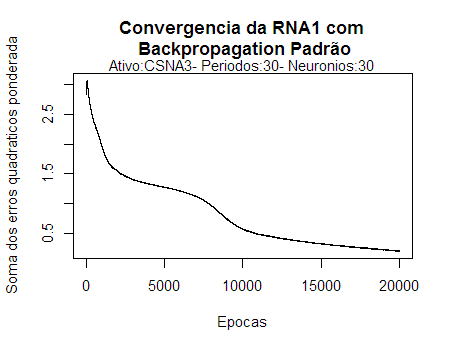 Convergencia da RNA1 com
Backpropagation Padrão
Ativo:CSNA3- Periodos:30- Neuronios:30
Soma dos erros quadraticos ponderada
2.5
1.5
0.5
0 5000 10000 15000 20000
Epocas